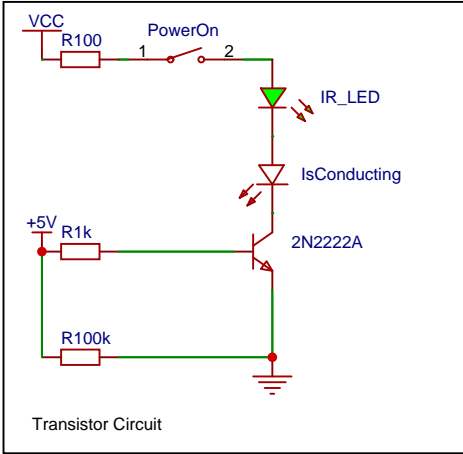 VCC
PowerOn
R100
1
2
IR_LED
IsConducting
+5V
R1k
2N2222A
R100k
Transistor Circuit